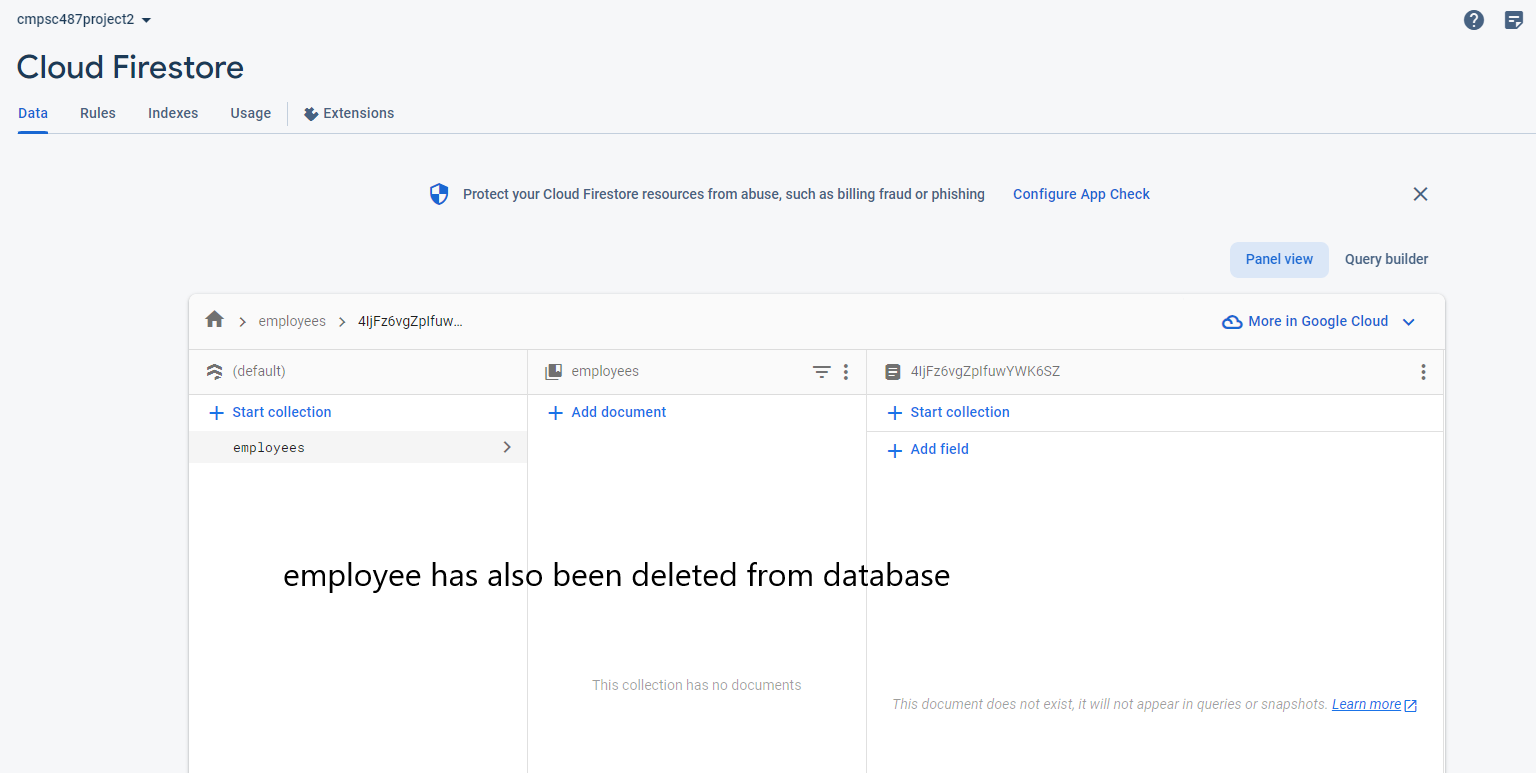 cmpsc487project2
Cloud Firestore
Data Rules Indexes Usage Extensions
Protect your Cloud Firestore resources from abuse, such as billing fraud or phishing Configure App Check
Panel view Query builder
employees 4IjFz6vgZpIfuw... More in Google Cloud
(default) employees 4IjFz6vgZpIfuwYWK6SZ
+ Start collection + Add document + Start collection
employees
+ Add field
employee has also been deleted from database
This collection has no documents
This document does not exist, it will not appear in queries or snapshots. Learn more